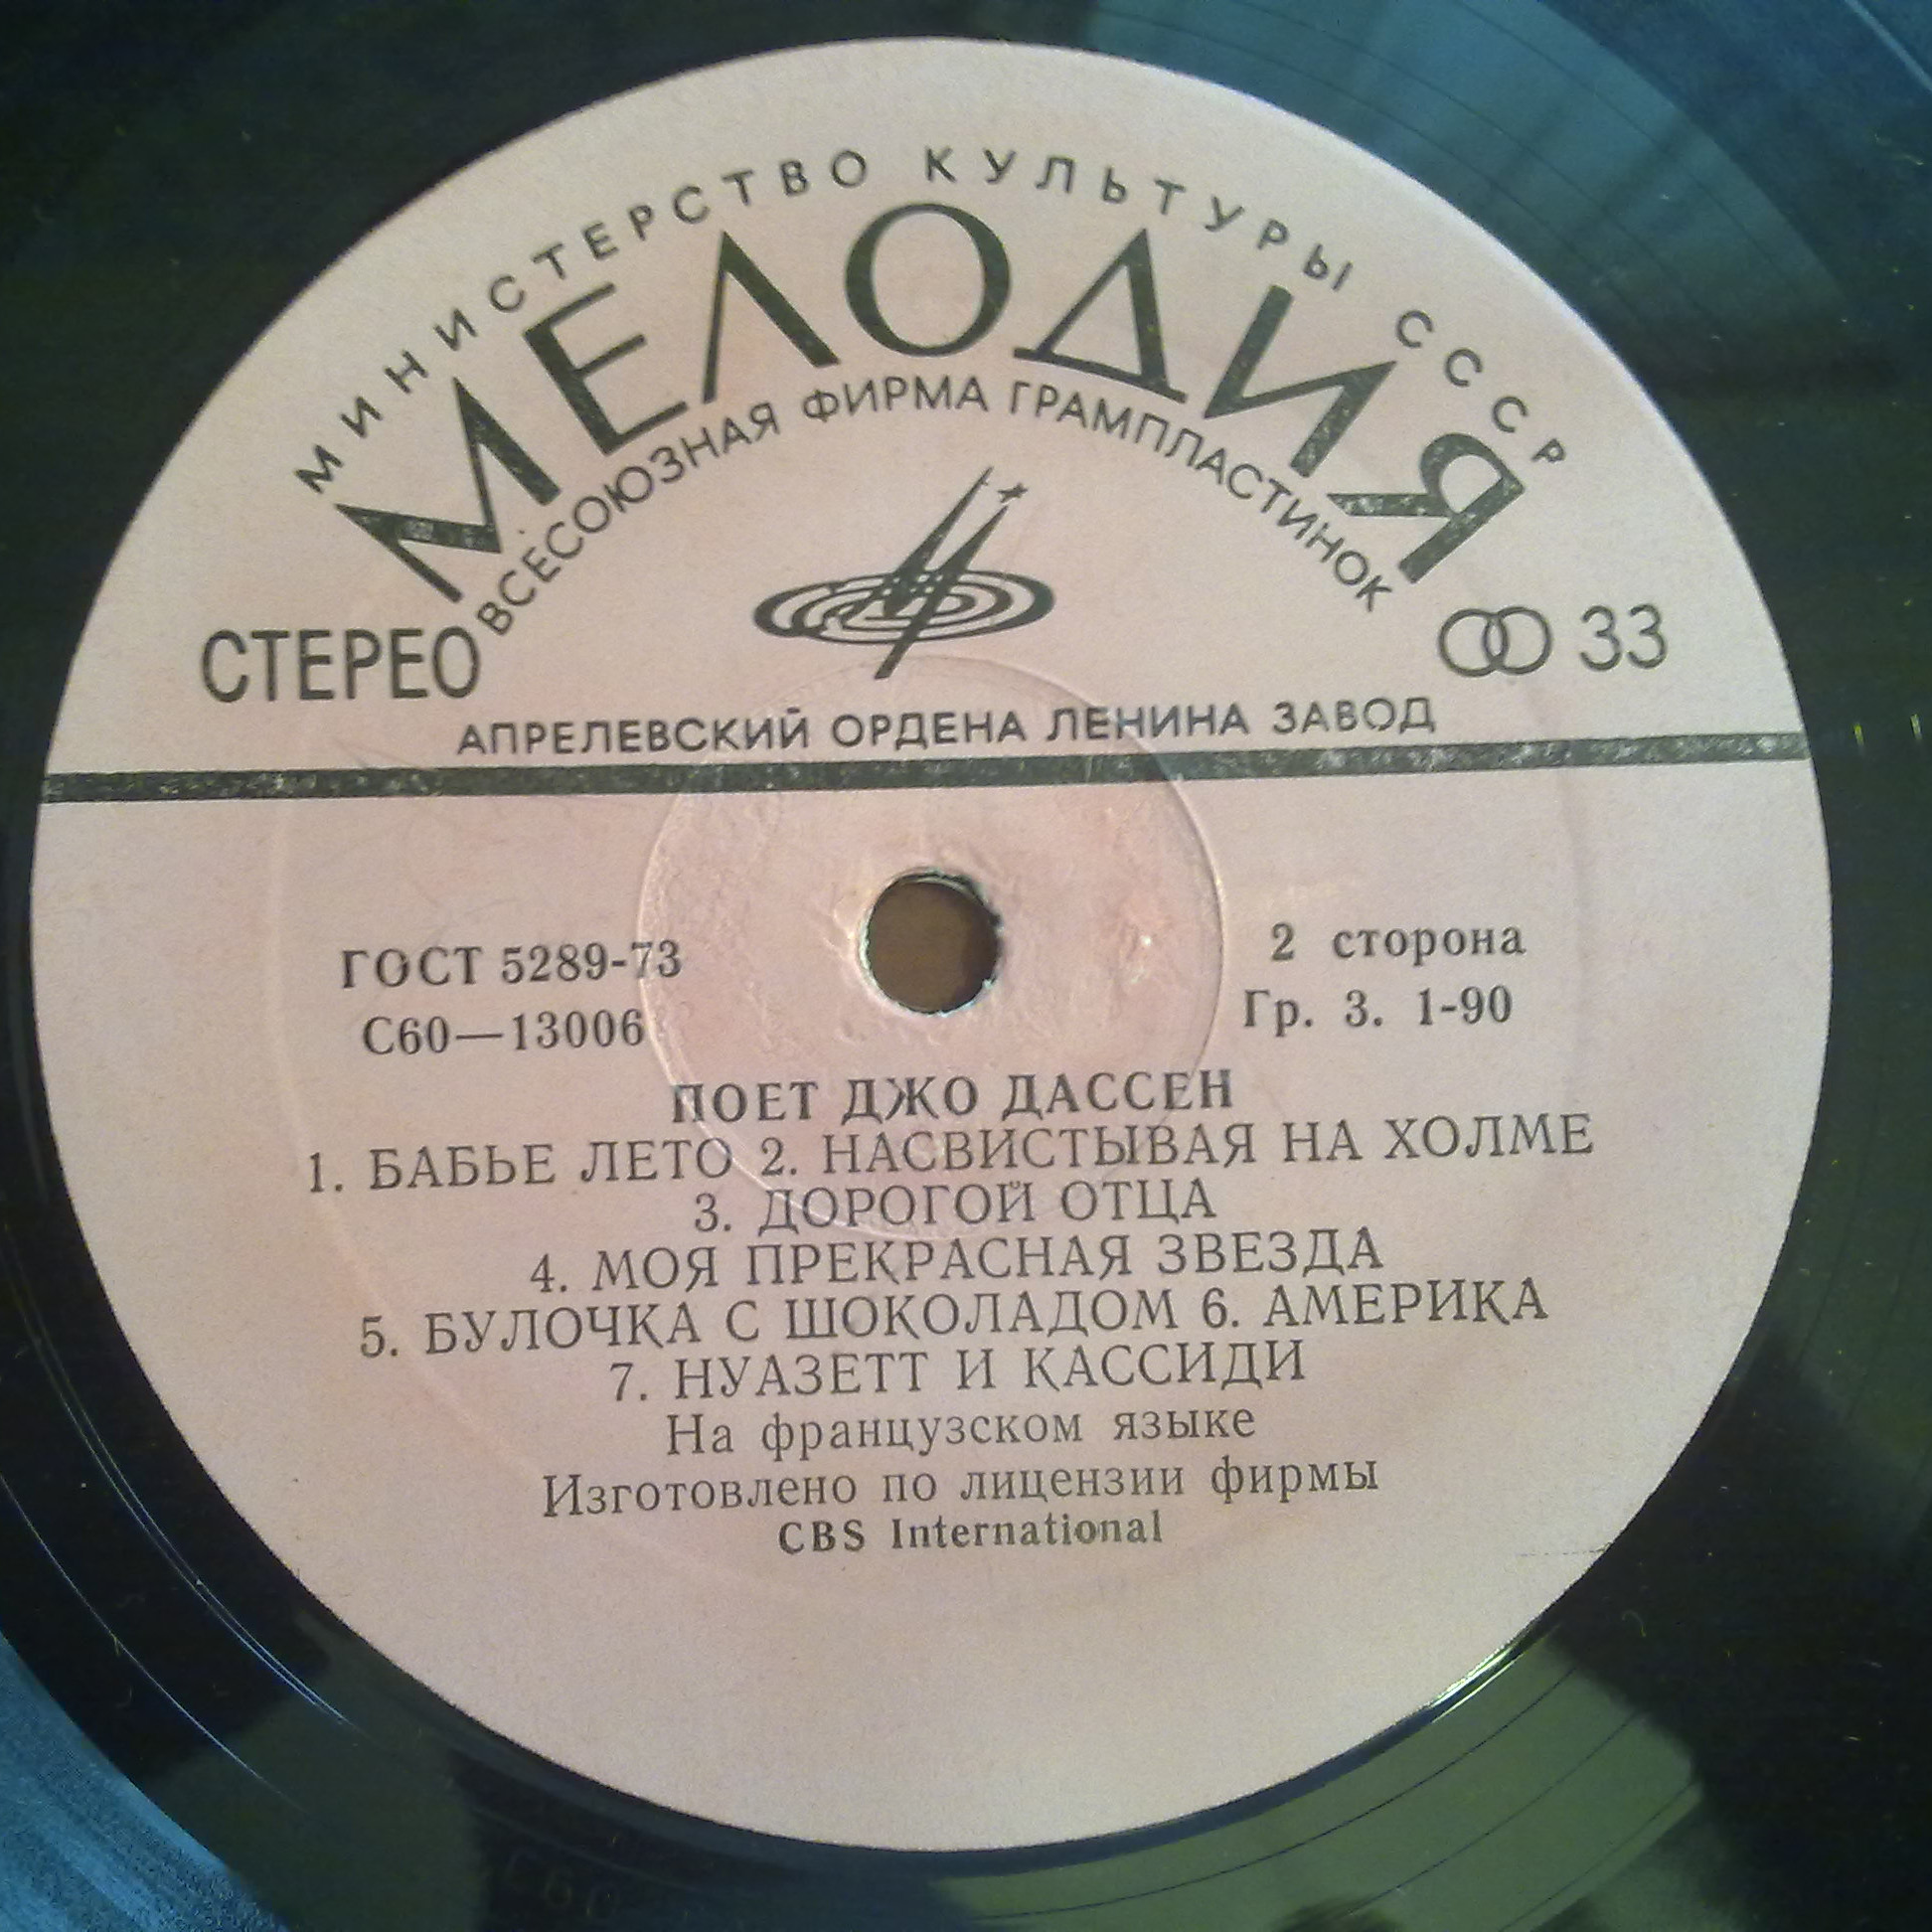 МИНИСТЕРСТВО КУЛЬТУРЫ СССР
МЕЛОДИЯ
ВСЕСОЮЗНАЯ ФИРМА ГРАМПЛАСТИНОК
СТЕРЕО
33
АПРЕЛЕВСКИЙ ОРДЕНА ЛЕНИНА ЗАВОД
ГОСТ 5289-73
2 сторона
С60—13006
Гр. 3. 1-90
ПОЕТ ДЖО ДАССЕН
1. БАБЬЕ ЛЕТО 2. НАСВИСТЫВАЯ НА ХОЛМЕ
3. ДОРОГОЙ ОТЦА
4. МОЯ ПРЕКРАСНАЯ ЗВЕЗДА
5. БУЛОЧКА С ШОКОЛАДОМ 6. АМЕРИКА
7. НУАЗЕТТ И КАССИДИ
На французском языке
Изготовлено по лицензии фирмы
CBS International